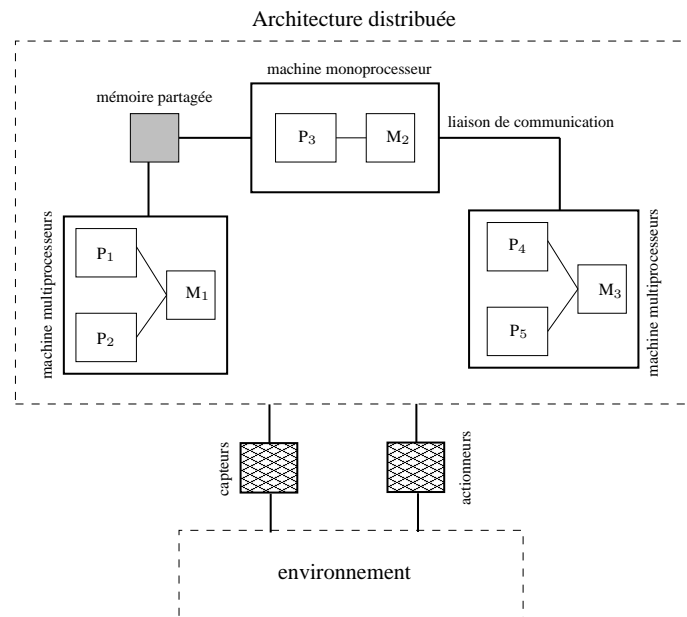 Architecture distribuée
machine monoprocesseur
mémoire partagée
liaison de communication
P3
M2
machine multiprocesseurs
P1
M1
P2
P4
M3
P5
machine multiprocesseurs
capteurs
actionneurs
environnement